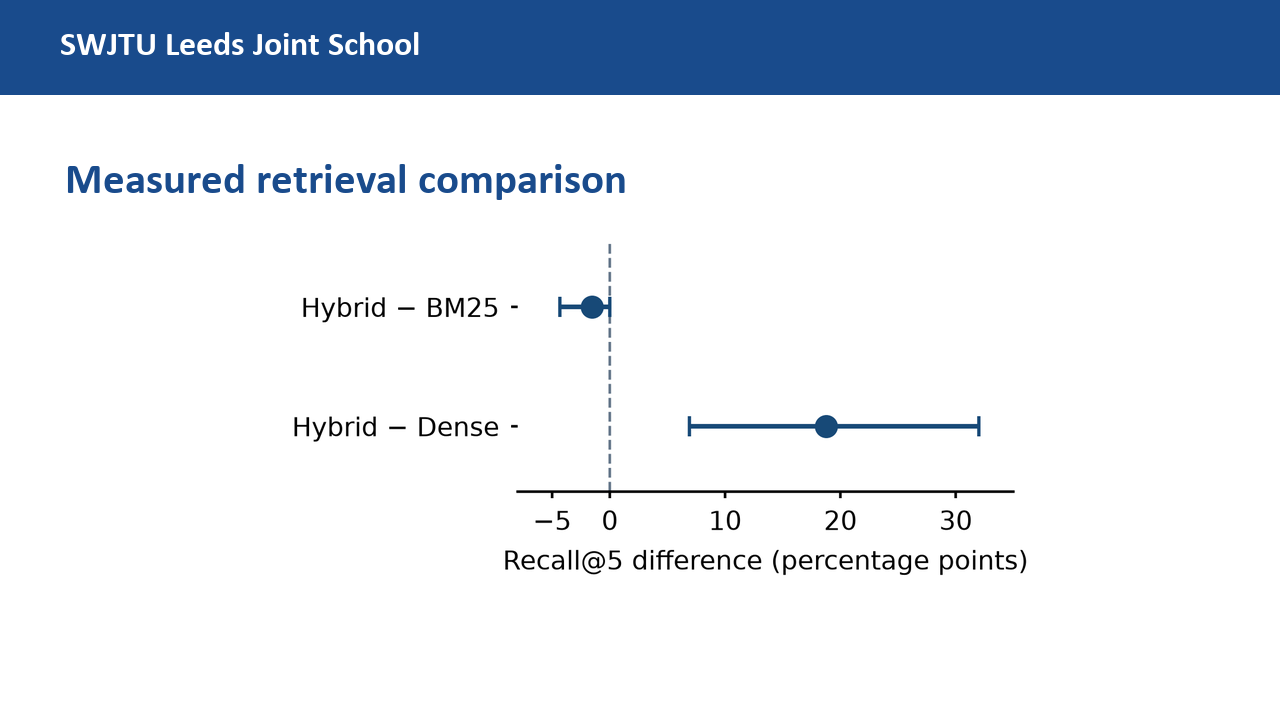 SWJTU Leeds Joint School
Measured retrieval comparison
Hybrid − BM25
Hybrid − Dense
−5 0 10 20 30
Recall@5 difference (percentage points)